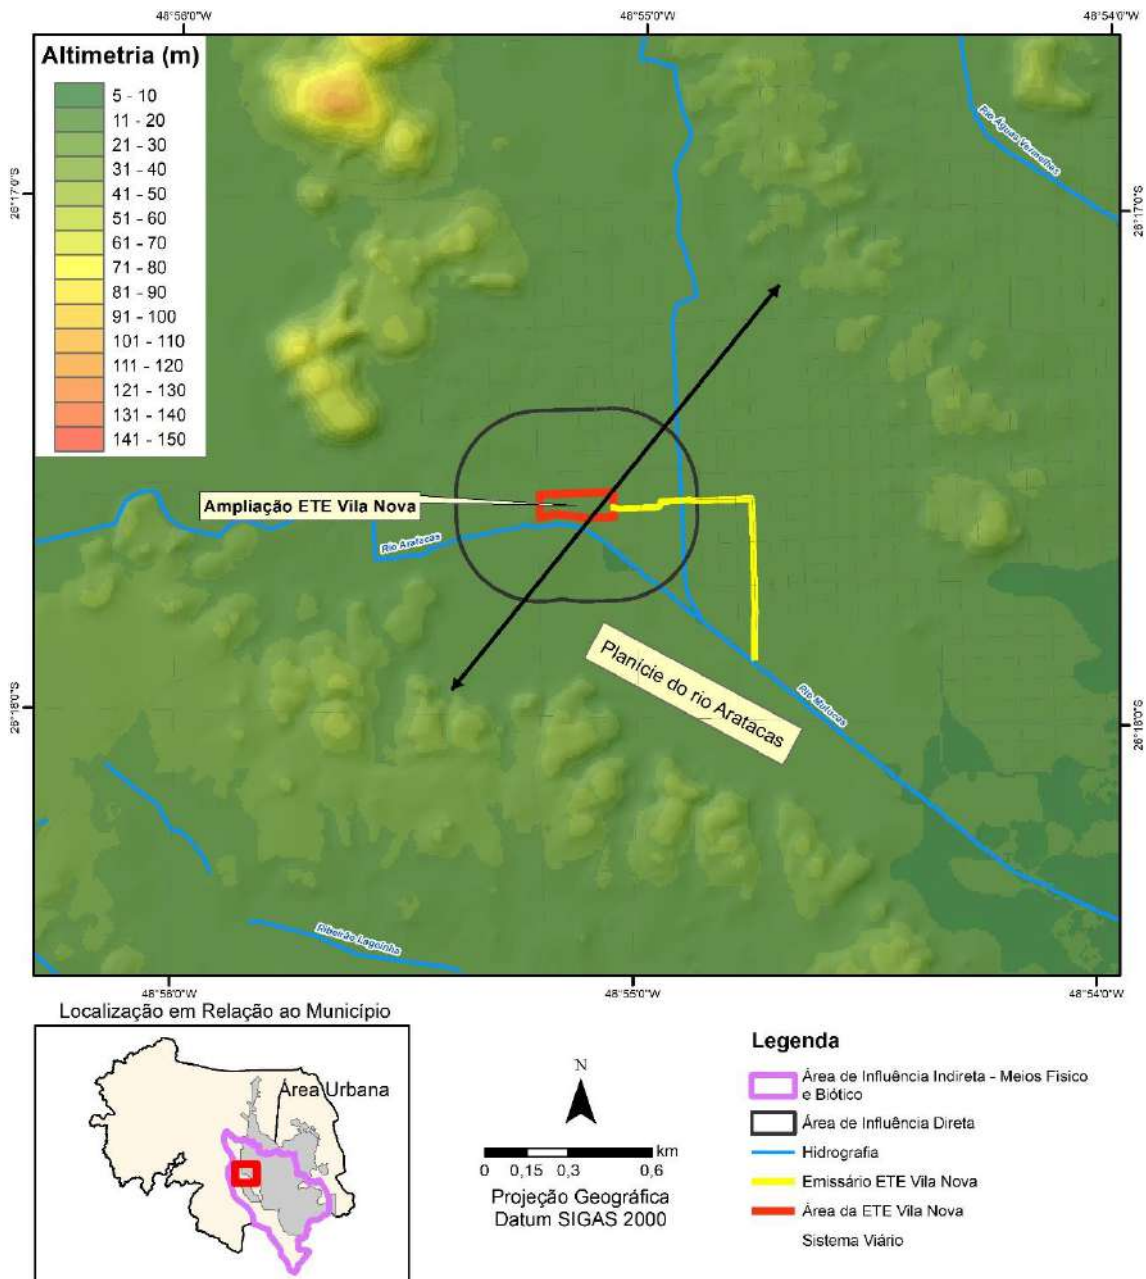 48°56'0"W
48°55'0"W
48°54'0"W
Altimetria (m)
5 - 10
11 - 20
21 - 30
31 - 40
41 - 50
51 - 60
61 - 70
71 - 80
81 - 90
91 - 100
101 - 110
111 - 120
121 - 130
131 - 140
141 - 150
Rio Águas Vermelhas
26°17'0"S
26°17'0"S
Ampliação ETE Vila Nova
Rio Aratacas
Planície do rio Aratacas
Rio Motucas
26°18'0"S
26°18'0"S
Ribeirão Lagoinha
48°56'0"W
48°55'0"W
48°54'0"W
Localização em Relação ao Município
Área Urbana
N
km
0 0,15 0,3 0,6
Projeção Geográfica
Datum SIGAS 2000
Legenda
Área de Influência Indireta - Meios Físico
e Biótico
Área de Influência Direta
Hidrografia
Emissário ETE Vila Nova
Área da ETE Vila Nova
Sistema Viário